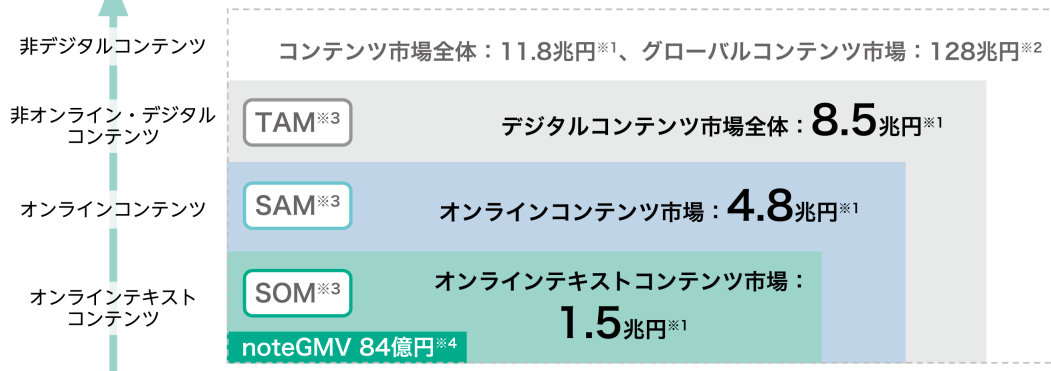 非デジタルコンテンツ
コンテンツ市場全体：11.8兆円※1、グローバルコンテンツ市場：128兆円※2
非オンライン・デジタル
コンテンツ
TAM※3
デジタルコンテンツ市場全体：8.5兆円※1
オンラインコンテンツ
SAM※3
オンラインコンテンツ市場：4.8兆円※1
オンラインテキスト
コンテンツ
SOM※3
オンラインテキストコンテンツ市場：
1.5兆円※1
noteGMV 84億円※4